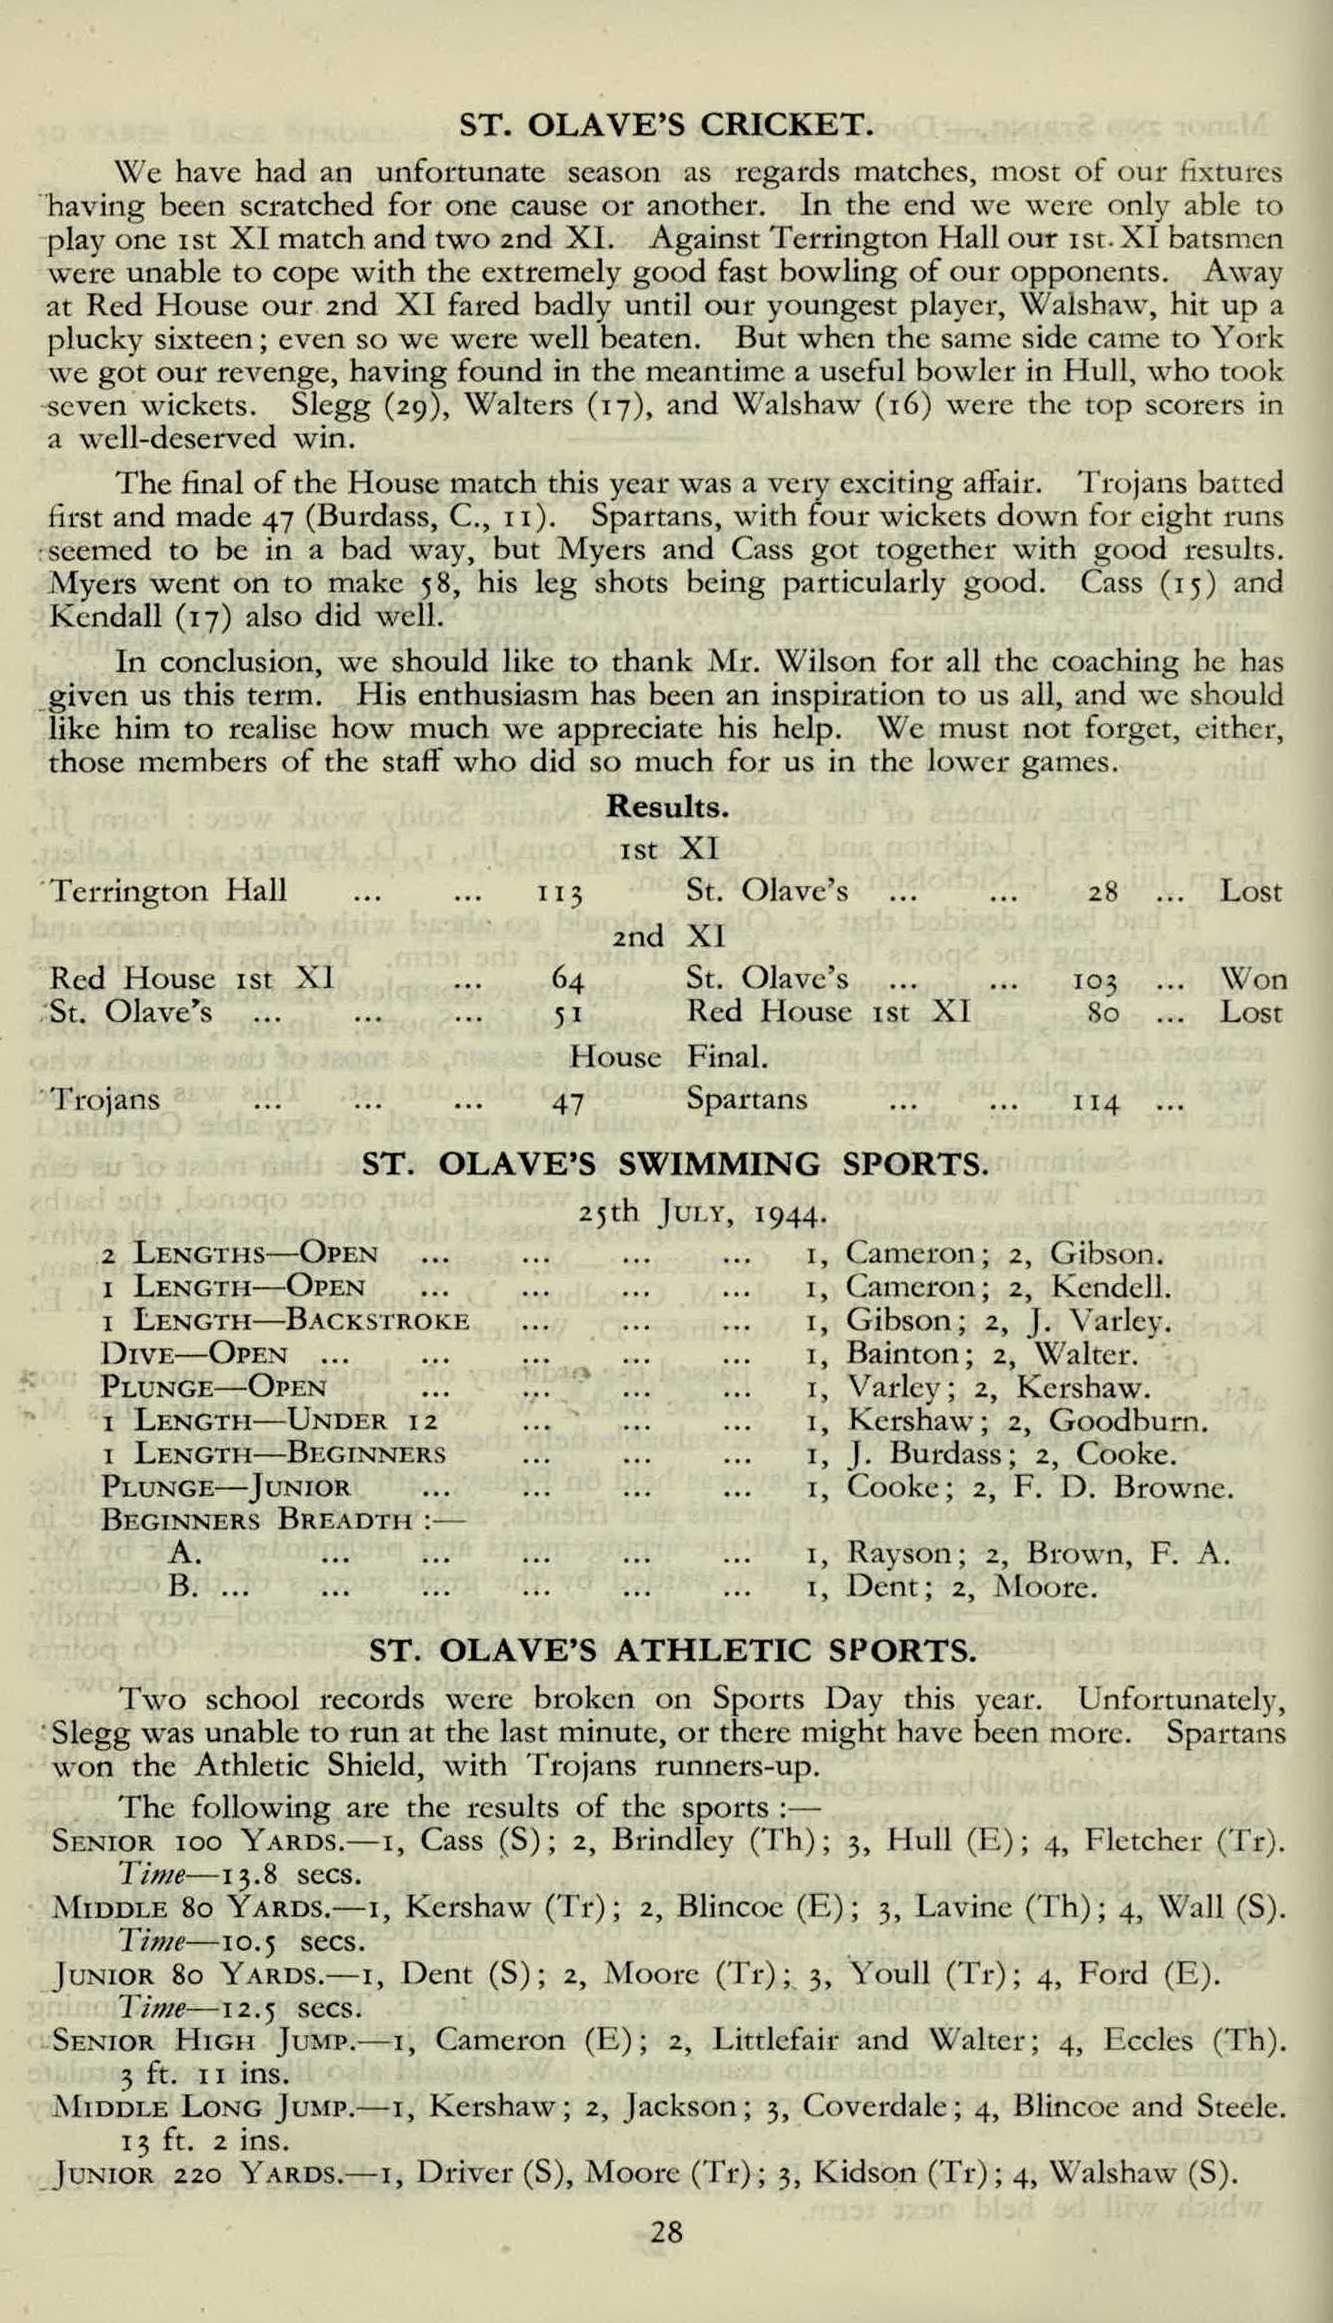 ST. OLAVE'S CRICKET.
We have had an unfortunate season as regards matches, most of our fixtures
having been scratched for one cause or another. In the end we were only able to
play one 1st XI match and two 2nd XI. Against Terrington Hall our 1st. XI batsmen
were unable to cope with the extremely good fast bowling of our opponents. Away
at Red House our 2nd XI fared badly until our youngest player, Walshaw, hit up a
plucky sixteen; even so we were well beaten. But when the same side came to York
we got our revenge, having found in the meantime a useful bowler in Hull, who took
seven wickets. Slegg (29), Walters (17), and Walshaw (16) were the top scorers in
a well-deserved win.
The final of the House match this year was a very exciting affair. Trojans batted
first and made 47 (Burdass, C., 11). Spartans, with four wickets down for eight runs
seemed to be in a bad way, but Myers and Cass got together with good results.
Myers went on to make 58, his leg shots being particularly good. Cass (15) and
Kendall (17) also did well.
In conclusion, we should like to thank Mr. Wilson for all the coaching he has
given us this term. His enthusiasm has been an inspiration to us all, and we should
like him to realise how much we appreciate his help. We must not forget, either,
those members of the staff who did so much for us in the lower games.
Results.
1st XI
Terrington Hall ... ... 113 St. Olave's ... ... 28 ... Lost
2nd XI
Red House 1st XI ... 64 St. Olave's ... ... 103 ... Won
St. Olave's ... ... ... 51 Red House 1st XI 80 ... Lost
House Final.
Trojans ... ... ... 47 Spartans ... ... 114 ...
ST. OLAVE'S SWIMMING SPORTS.
25th JULY, 1944.
2 LENGTHS—OPEN ... ... ... ... 1, Cameron; 2, Gibson.
1 LENGTH—OPEN ... ... ... ... 1, Cameron; 2, Kendell.
1 LENGTH—BACKSTROKE ... ... ... 1, Gibson; 2, J. Varley.
DIVE—OPEN ... ... ... ... ... 1, Bainton; 2, Walter.
PLUNGE—OPEN ... ... ... ... 1, Varley; 2, Kershaw.
1 LENGTH—UNDER 12 ... ... ... 1, Kershaw; 2, Goodburn.
1 LENGTH—BEGINNERS ... ... ... 1, J. Burdass; 2, Cooke.
PLUNGE—JUNIOR ... ... ... ... 1, Cooke; 2, F. D. Browne.
BEGINNERS BREADTH :—
A. ... ... ... ... ... 1, Rayson; 2, Brown, F. A.
B. ... ... ... ... ... ... 1, Dent; 2, Moore.
ST. OLAVE'S ATHLETIC SPORTS.
Two school records were broken on Sports Day this year. Unfortunately,
Slegg was unable to run at the last minute, or there might have been more. Spartans
won the Athletic Shield, with Trojans runners-up.
The following are the results of the sports :—
SENIOR 100 YARDS.—1, Cass (S); 2, Brindley (Th); 3, Hull (E); 4, Fletcher (Tr).
Time—13.8 secs.
MIDDLE 80 YARDS.—1, Kershaw (Tr); 2, Blincoe (E); 3, Lavine (Th); 4, Wall (S).
Time—10.5 secs.
JUNIOR 80 YARDS.—1, Dent (S); 2, Moore (Tr); 3, Youll (Tr); 4, Ford (E).
Time—12.5 secs.
SENIOR HIGH JUMP.—1, Cameron (E); 2, Littlefair and Walter; 4, Eccles (Th).
3 ft. 11 ins.
MIDDLE LONG JUMP.—1, Kershaw; 2, Jackson; 3, Coverdale; 4, Blincoe and Steele.
13 ft. 2 ins.
JUNIOR 220 YARDS.—1, Driver (S), Moore (Tr); 3, Kidson (Tr); 4, Walshaw (S).
28